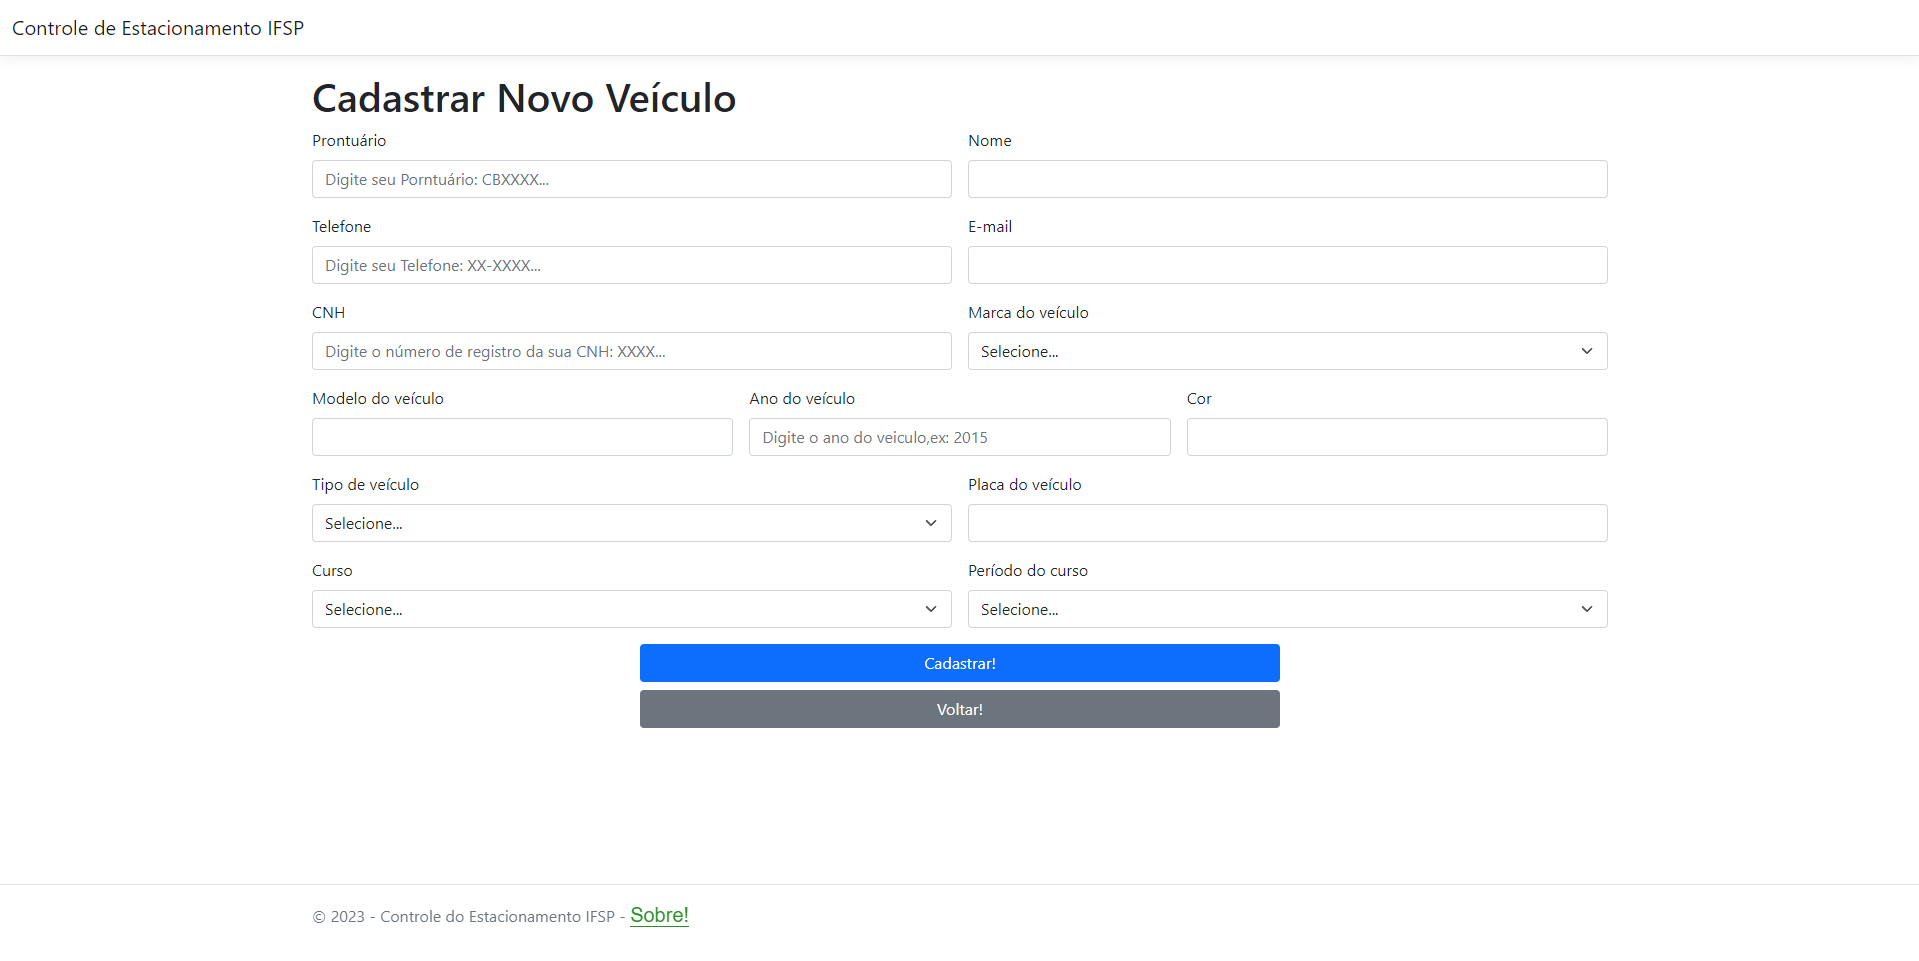 Controle de Estacionamento IFSP
Cadastrar Novo Veículo
Prontuário Nome
Digite seu Porntuário: CBXXXX...
Telefone E-mail
Digite seu Telefone: XX-XXXX...
CNH Marca do veículo
Digite o número de registro da sua CNH: XXXX... Selecione...
Modelo do veículo Ano do veículo Cor
Digite o ano do veiculo,ex: 2015
Tipo de veículo Placa do veículo
Selecione...
Curso Período do curso
Selecione... Selecione...
Cadastrar!
Voltar!
© 2023 - Controle do Estacionamento IFSP - Sobre!